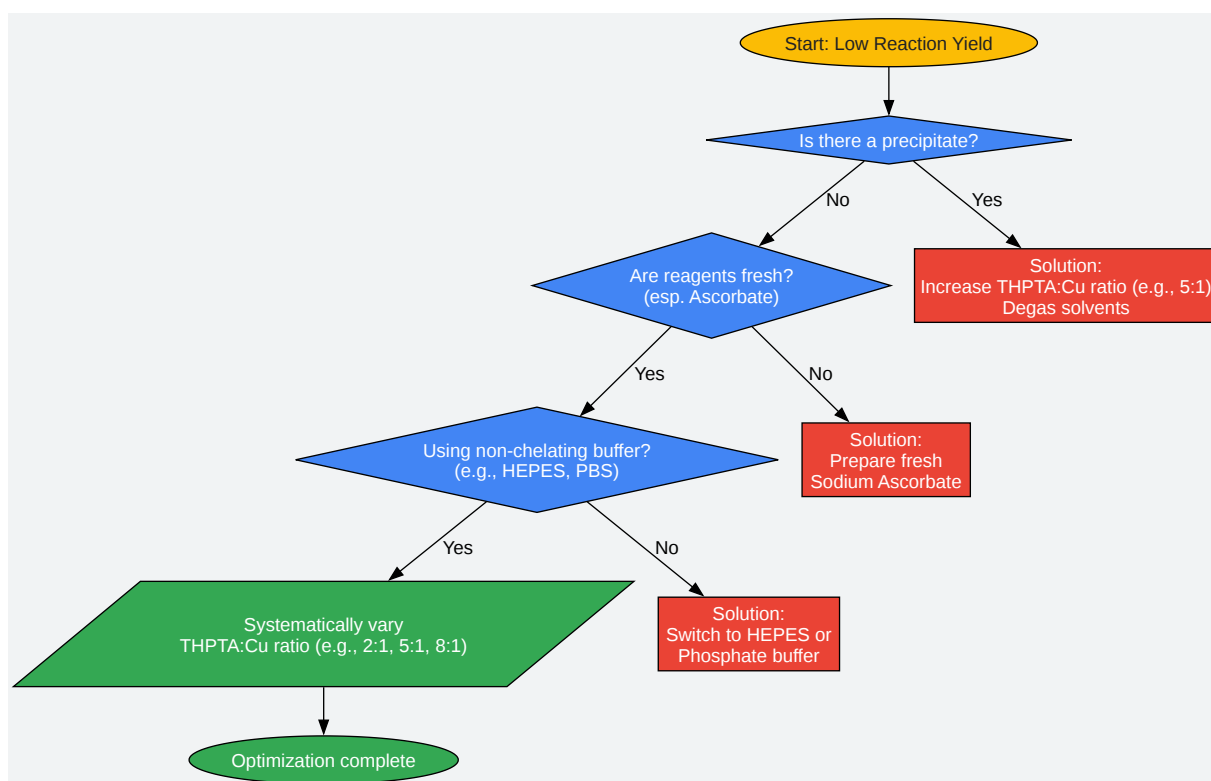 Start: Low Reaction Yield
Is there a precipitate?
No
Yes
Are reagents fresh?
(esp. Ascorbate)
Solution:
Increase THPTA:Cu ratio (e.g., 5:1)
Degas solvents
Yes
No
Using non-chelating buffer?
(e.g., HEPES, PBS)
Solution:
Prepare fresh
Sodium Ascorbate
Yes
No
Systematically vary
THPTA:Cu ratio (e.g., 2:1, 5:1, 8:1)
Solution:
Switch to HEPES or
Phosphate buffer
Optimization complete